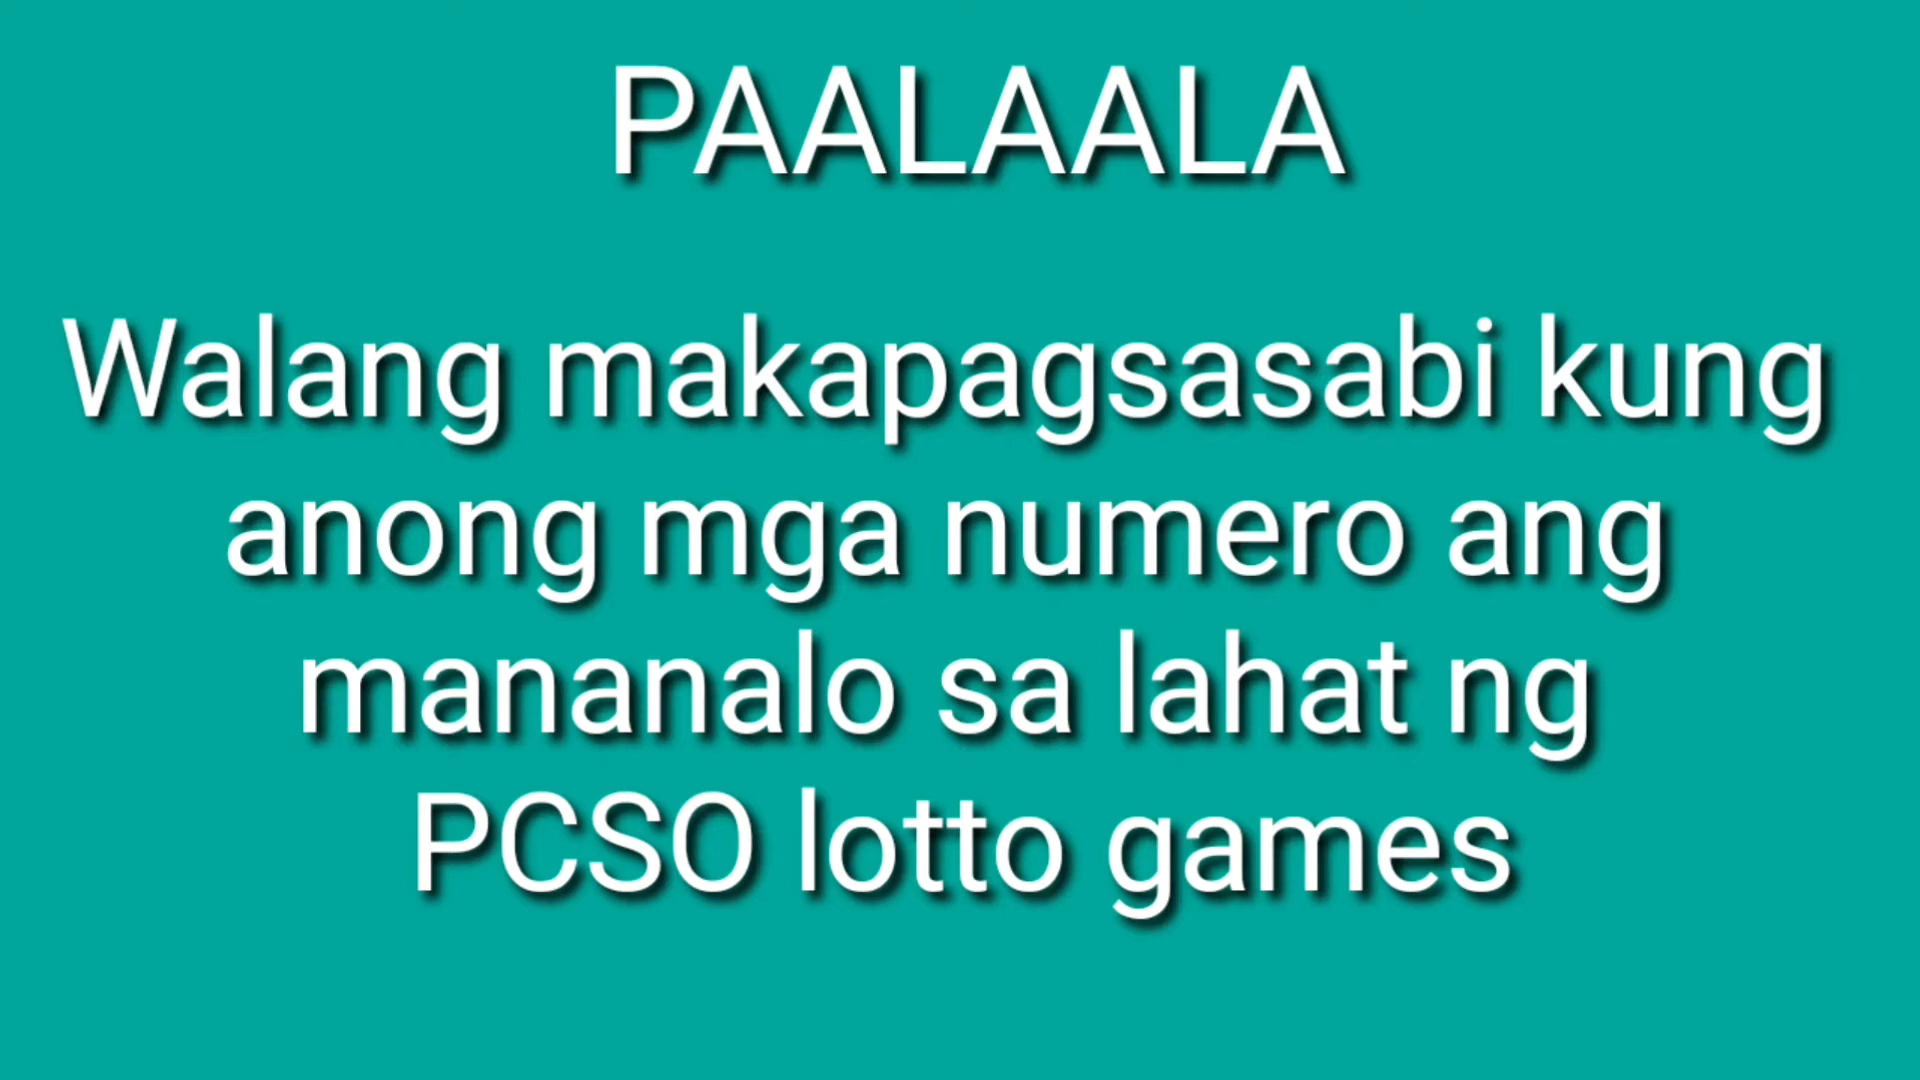 PAALAALA
Walang makapagsasabi kung
anong mga numero ang
mananalo sa lahat ng
PCSO lotto games